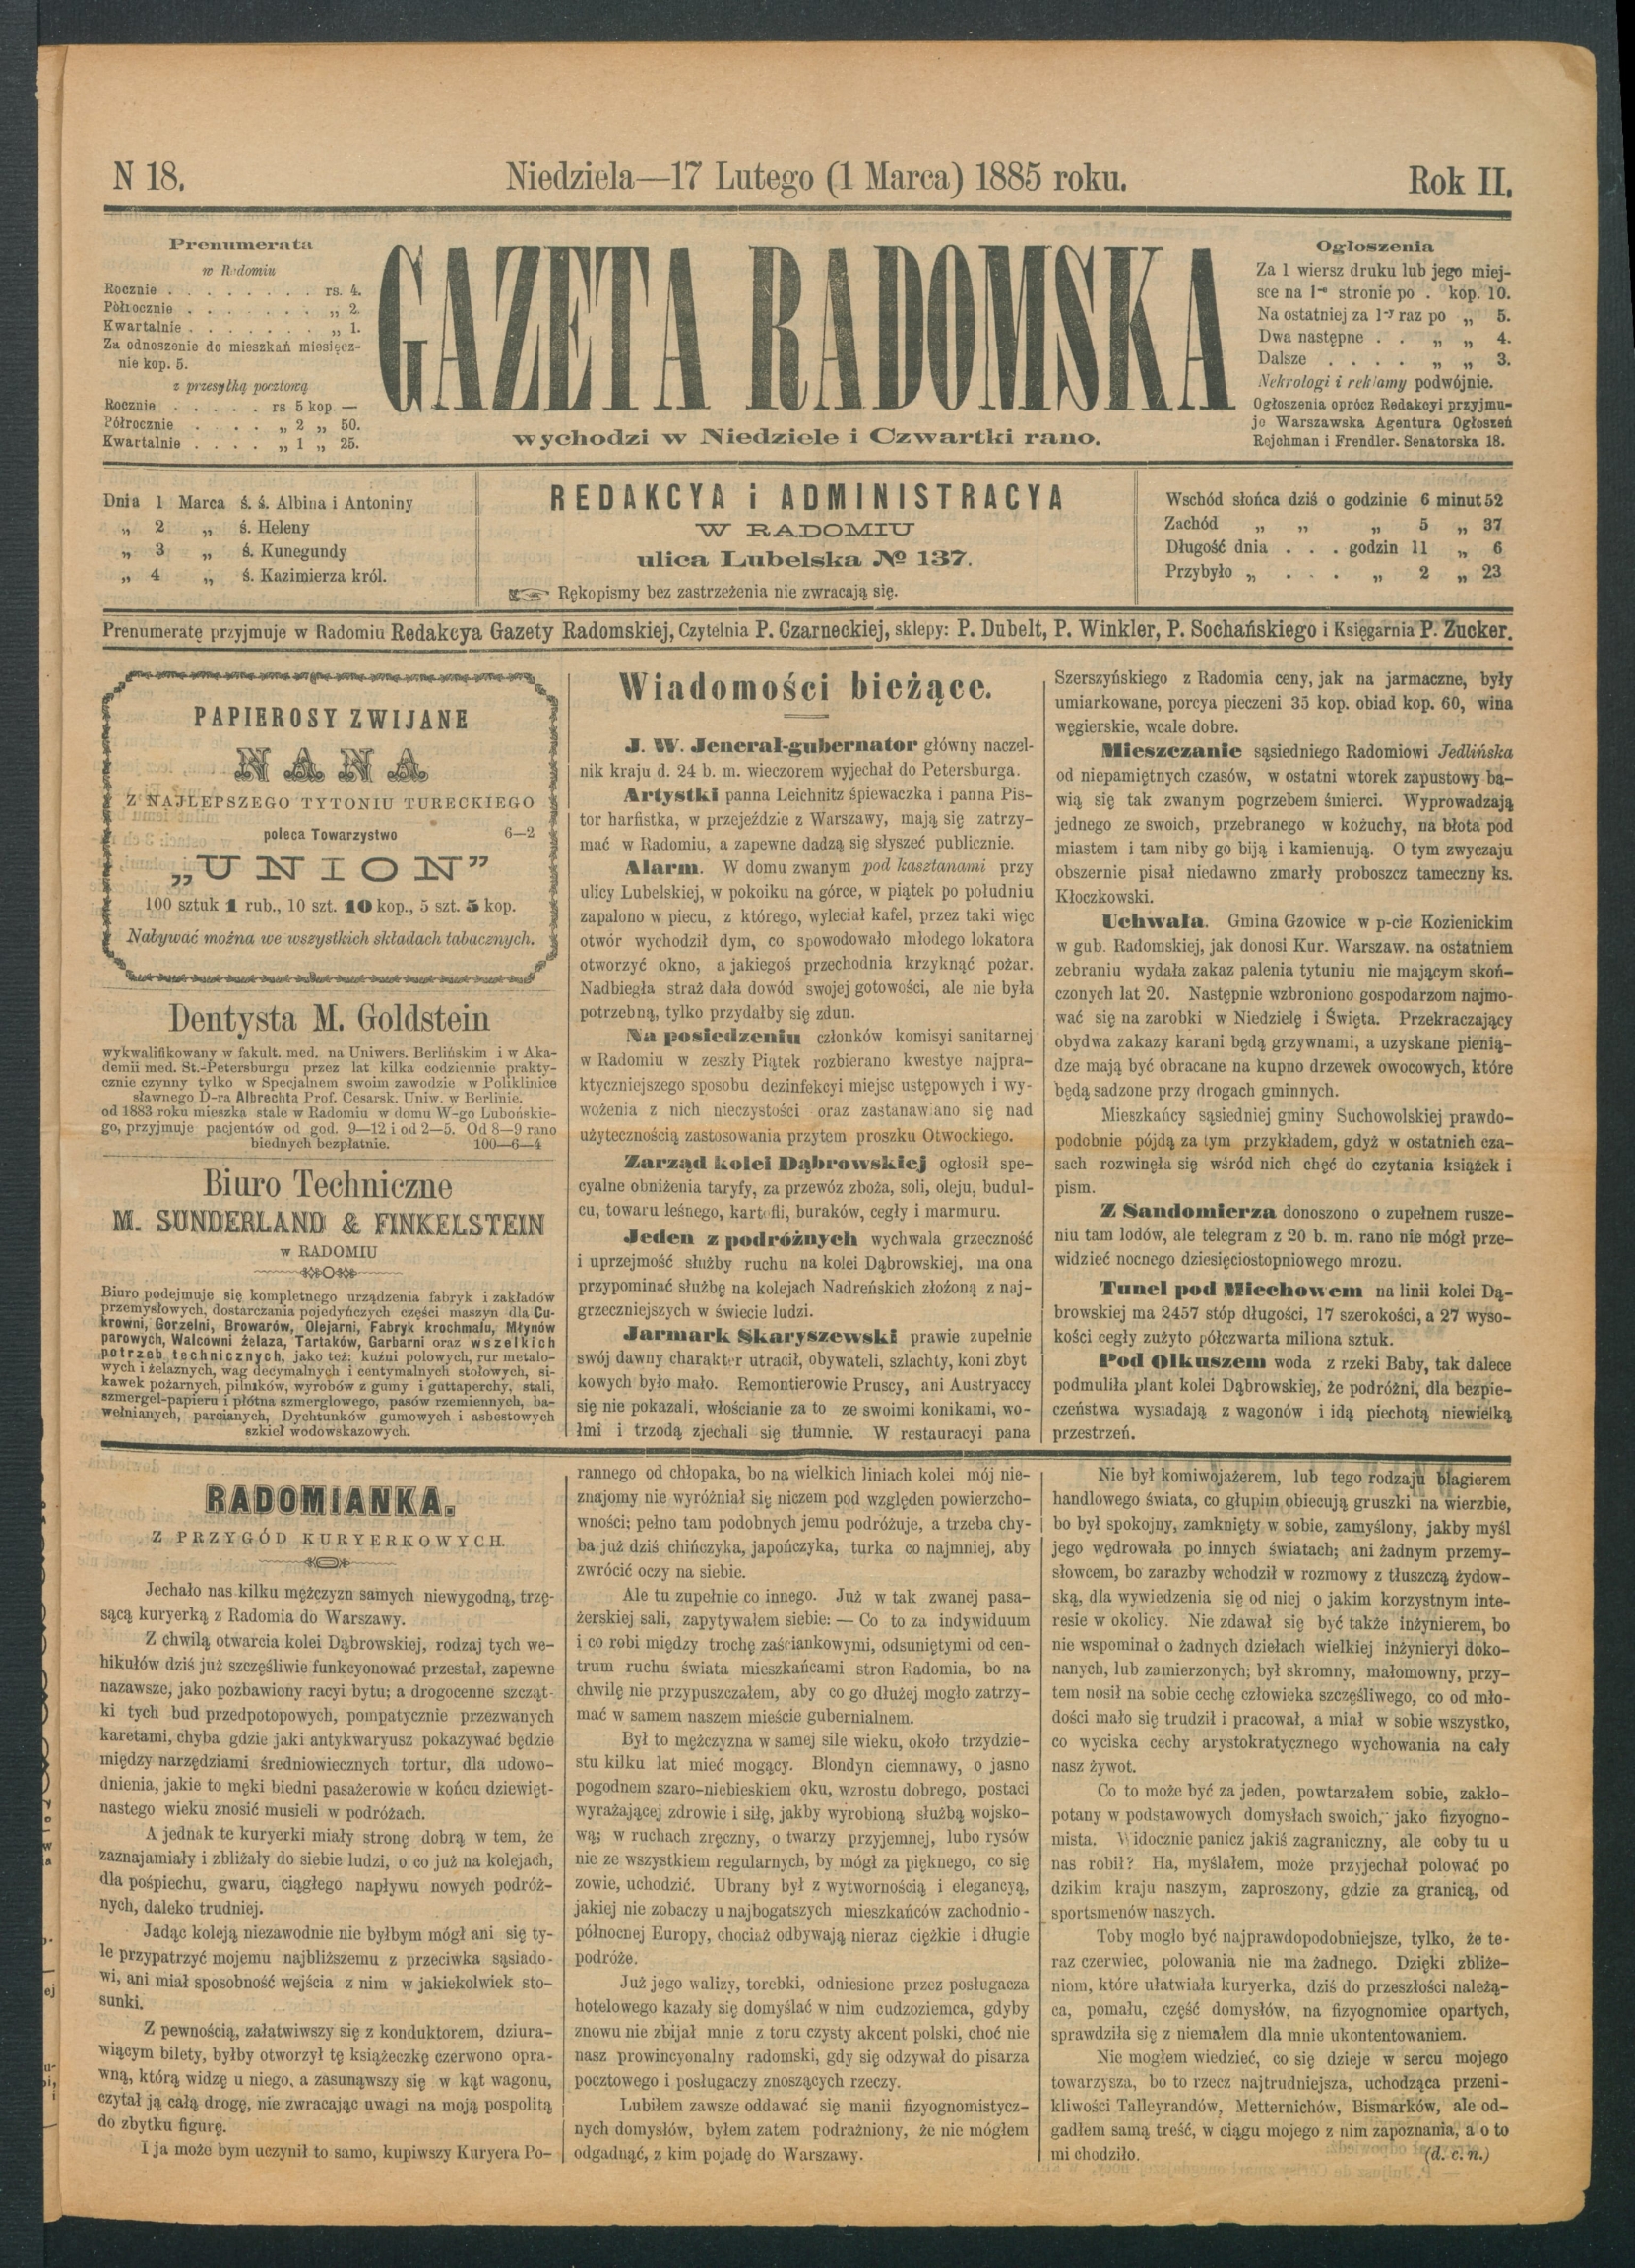 N 18.
Niedziela—17 Lutego (1 Marca) 1885 roku.
Rok II.
Prenumerata
w Radomiu
Rocznie . . . . . . . . rs. 4.
Półrocznie . . . . . . . „ 2.
Kwartalnie . . . . . . . „ 1.
Za odnoszenie do mieszkań miesięcz-
nie kop. 5.
z przesyłką pocztową
Rocznie . . . . . rs 5 kop. —
Półrocznie . . . . „ 2 „ 50.
Kwartalnie . . . . „ 1 „ 25.
GAZETA RADOMSKA
wychodzi w Niedziele i Czwartki rano.
Ogłoszenia
Za 1 wiersz druku lub jego miej-
sce na 1-e stronie po . kop. 10.
Na ostatniej za 1-y raz po „ 5.
Dwa następne . . „ „ 4.
Dalsze . . . . „ „ 3.
Nekrologi i reklamy podwójnie.
Ogłoszenia oprócz Redakcyi przyjmu-
je Warszawska Agentura Ogłoszeń
Rejchman i Frendler. Senatorska 18.
Dnia 1 Marca ś. ś. Albina i Antoniny
„ 2 „ ś. Heleny
„ 3 „ ś. Kunegundy
„ 4 „ ś. Kazimierza król.
REDAKCYA i ADMINISTRACYA
W RADOMIU
ulica Lubelska № 137.
Rękopismy bez zastrzeżenia nie zwracają się.
Wschód słońca dziś o godzinie 6 minut 52
Zachód „ „ „ 5 „ 37
Długość dnia . . . godzin 11 „ 6
Przybyło „ . . . „ 2 „ 23
Prenumeratę przyjmuje w Radomiu Redakcya Gazety Radomskiej, Czytelnia P. Czarneckiej, sklepy: P. Dubelt, P. Winkler, P. Sochańskiego i Księgarnia P. Zucker.
PAPIEROSY ZWIJANE
NANA
Z NAJLEPSZEGO TYTONIU TURECKIEGO
poleca Towarzystwo 6—2
„UNION”
100 sztuk 1 rub., 10 szt. 10 kop., 5 szt. 5 kop.
Nabywać można we wszystkich składach tabacznych.
Dentysta M. Goldstein
wykwalifikowany w fakult. med. na Uniwers. Berlińskim i w Aka-
demii med. St.-Petersburgu przez lat kilka codziennie prakty-
cznie czynny tylko w Specjalnem swoim zawodzie w Poliklinice
sławnego D-ra Albrechta Prof. Cesarsk. Uniw. w Berlinie.
od 1883 roku mieszka stale w Radomiu w domu W-go Lubońskie-
go, przyjmuje pacjentów od god. 9—12 i od 2—5. Od 8—9 rano
biednych bezpłatnie. 100—6—4
Biuro Techniczne
M. SUNDERLAND & FINKELSTEIN
w RADOMIU
Biuro podejmuje się kompletnego urządzenia fabryk i zakładów
przemysłowych, dostarczania pojedyńczych części maszyn dla Cu-
krowni, Gorzelni, Browarów, Olejarni, Fabryk krochmalu, Młynów
parowych, Walcowni żelaza, Tartaków, Garbarni oraz wszelkich
potrzeb technicznych, jako też: kuźni polowych, rur metalo-
wych i żelaznych, wag decymalnych i centymalnych stołowych, si-
kawek pożarnych, pilników, wyrobów z gumy i guttaperchy, stali,
szmergel-papieru i płótna szmerglowego, pasów rzemiennych, ba-
wełnianych, parcianych, Dychtunków gumowych i asbestowych
szkieł wodowskazowych.
Wiadomości bieżące.
J. W. Jenerał-gubernator główny naczel-
nik kraju d. 24 b. m. wieczorem wyjechał do Petersburga.
Artystki panna Leichnitz śpiewaczka i panna Pis-
tor harfistka, w przejeździe z Warszawy, mają się zatrzy-
mać w Radomiu, a zapewne dadzą się słyszeć publicznie.
Alarm. W domu zwanym pod kasztanami przy
ulicy Lubelskiej, w pokoiku na górce, w piątek po południu
zapalono w piecu, z którego, wyleciał kafel, przez taki więc
otwór wychodził dym, co spowodowało młodego lokatora
otworzyć okno, a jakiegoś przechodnia krzyknąć pożar.
Nadbiegła straż dała dowód swojej gotowości, ale nie była
potrzebną, tylko przydałby się zdun.
Na posiedzeniu członków komisyi sanitarnej
w Radomiu w zeszły Piątek rozbierano kwestye najpra-
ktyczniejszego sposobu dezinfekcyi miejsc ustępowych i wy-
wożenia z nich nieczystości oraz zastanawiano się nad
użytecznością zastosowania przytem proszku Otwockiego.
Zarząd kolei Dąbrowskiej ogłosił spe-
cyalne obniżenia taryfy, za przewóz zboża, soli, oleju, budul-
cu, towaru leśnego, kartofli, buraków, cegły i marmuru.
Jeden z podróżnych wychwala grzeczność
i uprzejmość służby ruchu na kolei Dąbrowskiej, ma ona
przypominać służbę na kolejach Nadreńskich złożoną z naj-
grzeczniejszych w świecie ludzi.
Jarmark Skaryszewski prawie zupełnie
swój dawny charakter utracił, obywateli, szlachty, koni zbyt
kowych było mało. Remontierowie Pruscy, ani Austryaccy
się nie pokazali, włościanie za to ze swoimi konikami, wo-
łmi i trzodą zjechali się tłumnie. W restauracyi pana
Szerszyńskiego z Radomia ceny, jak na jarmaczne, były
umiarkowane, porcya pieczeni 35 kop. obiad kop. 60, wina
węgierskie, wcale dobre.
Mieszczanie sąsiedniego Radomiowi Jedlińska
od niepamiętnych czasów, w ostatni wtorek zapustowy ba-
wią się tak zwanym pogrzebem śmierci. Wyprowadzają
jednego ze swoich, przebranego w kożuchy, na błota pod
miastem i tam niby go biją i kamienują. O tym zwyczaju
obszernie pisał niedawno zmarły proboszcz tameczny ks.
Kłoczkowski.
Uchwała. Gmina Gzowice w p-cie Kozienickim
w gub. Radomskiej, jak donosi Kur. Warszaw. na ostatniem
zebraniu wydała zakaz palenia tytuniu nie mającym skoń-
czonych lat 20. Następnie wzbroniono gospodarzom najmo-
wać się na zarobki w Niedzielę i Święta. Przekraczający
obydwa zakazy karani będą grzywnami, a uzyskane pienią-
dze mają być obracane na kupno drzewek owocowych, które
będą sadzone przy drogach gminnych.
Mieszkańcy sąsiedniej gminy Suchowolskiej prawdo-
podobnie pójdą za tym przykładem, gdyż w ostatnich cza-
sach rozwinęła się wśród nich chęć do czytania książek i
pism.
Z Sandomierza donoszono o zupełnem rusze-
niu tam lodów, ale telegram z 20 b. m. rano nie mógł prze-
widzieć nocnego dziesięciostopniowego mrozu.
Tunel pod Miechowem na linii kolei Dą-
browskiej ma 2457 stóp długości, 17 szerokości, a 27 wyso-
kości cegły zużyto półczwarta miliona sztuk.
Pod Olkuszem woda z rzeki Baby, tak dalece
podmuliła plant kolei Dąbrowskiej, że podróżni, dla bezpie-
czeństwa wysiadają z wagonów i idą piechotą niewielką
przestrzeń.
RADOMIANKA.
Z PRZYGÓD KURYERKOWYCH.
Jechało nas kilku mężczyzn samych niewygodną, trzę-
sącą kuryerką z Radomia do Warszawy.
Z chwilą otwarcia kolei Dąbrowskiej, rodzaj tych we-
hikułów dziś już szczęśliwie funkcyonować przestał, zapewne
nazawsze, jako pozbawiony racyi bytu; a drogocenne szcząt-
ki tych bud przedpotopowych, pompatycznie przezwanych
karetami, chyba gdzie jaki antykwaryusz pokazywać będzie
między narzędziami średniowiecznych tortur, dla udowo-
dnienia, jakie to męki biedni pasażerowie w końcu dziewięt-
nastego wieku znosić musieli w podróżach.
A jednak te kuryerki miały stronę dobrą w tem, że
zaznajamiały i zbliżały do siebie ludzi, o co już na kolejach,
dla pośpiechu, gwaru, ciągłego napływu nowych podróż-
nych, daleko trudniej.
Jadąc koleją niezawodnie nie byłbym mógł ani się ty-
le przypatrzyć mojemu najbliższemu z przeciwka sąsiado-
wi, ani miał sposobność wejścia z nim w jakiekolwiek sto-
sunki.
Z pewnością, załatwiwszy się z konduktorem, dziura-
wiącym bilety, byłby otworzył tę książeczkę czerwono opra-
wną, którą widzę u niego, a zasunąwszy się w kąt wagonu,
czytał ją całą drogę, nie zwracając uwagi na moją pospolitą
do zbytku figurę.
I ja może bym uczynił to samo, kupiwszy Kuryera Po-
rannego od chłopaka, bo na wielkich liniach kolei mój nie-
znajomy nie wyróżniał się niczem pod względen powierzcho-
wności; pełno tam podobnych jemu podróżuje, a trzeba chy-
ba już dziś chińczyka, japończyka, turka co najmniej, aby
zwrócić oczy na siebie.
Ale tu zupełnie co innego. Już w tak zwanej pasa-
żerskiej sali, zapytywałem siebie: — Co to za indywiduum
i co robi między trochę zaściankowymi, odsuniętymi od cen-
trum ruchu świata mieszkańcami stron Radomia, bo na
chwilę nie przypuszczałem, aby co go dłużej mogło zatrzy-
mać w samem naszem mieście gubernialnem.
Był to mężczyzna w samej sile wieku, około trzydzie-
stu kilku lat mieć mogący. Blondyn ciemnawy, o jasno
pogodnem szaro-niebieskiem oku, wzrostu dobrego, postaci
wyrażającej zdrowie i siłę, jakby wyrobioną służbą wojsko-
wą; w ruchach zręczny, o twarzy przyjemnej, lubo rysów
nie ze wszystkiem regularnych, by mógł za pięknego, co się
zowie, uchodzić. Ubrany był z wytwornością i elegancyą,
jakiej nie zobaczy u najbogatszych mieszkańców zachodnio-
północnej Europy, chociaż odbywają nieraz ciężkie i długie
podróże.
Już jego walizy, torebki, odniesione przez posługacza
hotelowego kazały się domyślać w nim cudzoziemca, gdyby
znowu nie zbijał mnie z toru czysty akcent polski, choć nie
nasz prowincyonalny radomski, gdy się odzywał do pisarza
pocztowego i posługaczy znoszących rzeczy.
Lubiłem zawsze oddawać się manii fizyognomistycz-
nych domysłów, byłem zatem podrażniony, że nie mógłem
odgadnąć, z kim pojadę do Warszawy.
Nie był komiwojażerem, lub tego rodzaju blagierem
handlowego świata, co głupim obiecują gruszki na wierzbie,
bo był spokojny, zamknięty w sobie, zamyślony, jakby myśl
jego wędrowała po innych światach; ani żadnym przemy-
słowcem, bo zarazby wchodził w rozmowy z tłuszczą żydow-
ską, dla wywiedzenia się od niej o jakim korzystnym inte-
resie w okolicy. Nie zdawał się być także inżynierem, bo
nie wspominał o żadnych dziełach wielkiej inżynieryi doko-
nanych, lub zamierzonych; był skromny, małomowny, przy-
tem nosił na sobie cechę człowieka szczęśliwego, co od mło-
dości mało się trudził i pracował, a miał w sobie wszystko,
co wyciska cechy arystokratycznego wychowania na cały
nasz żywot.
Co to może być za jeden, powtarzałem sobie, zakło-
potany w podstawowych domysłach swoich, jako fizyogno-
mista. Widocznie panicz jakiś zagraniczny, ale coby tu u
nas robił? Ha, myślałem, może przyjechał polować po
dzikim kraju naszym, zaproszony, gdzie za granicą, od
sportsmenów naszych.
Toby mogło być najprawdopodobniejsze, tylko, że te-
raz czerwiec, polowania nie ma żadnego. Dzięki zbliże-
niom, które ułatwiała kuryerka, dziś do przeszłości należą-
ca, pomału, część domysłów, na fizyognomice opartych,
sprawdziła się z niemałem dla mnie ukontentowaniem.
Nie mogłem wiedzieć, co się dzieje w sercu mojego
towarzysza, bo to rzecz najtrudniejsza, uchodząca przeni-
kliwości Talleyrandów, Metternichów, Bismarków, ale od-
gadłem samą treść, w ciągu mojego z nim zapoznania, a o to
mi chodziło. (d. c. n.)